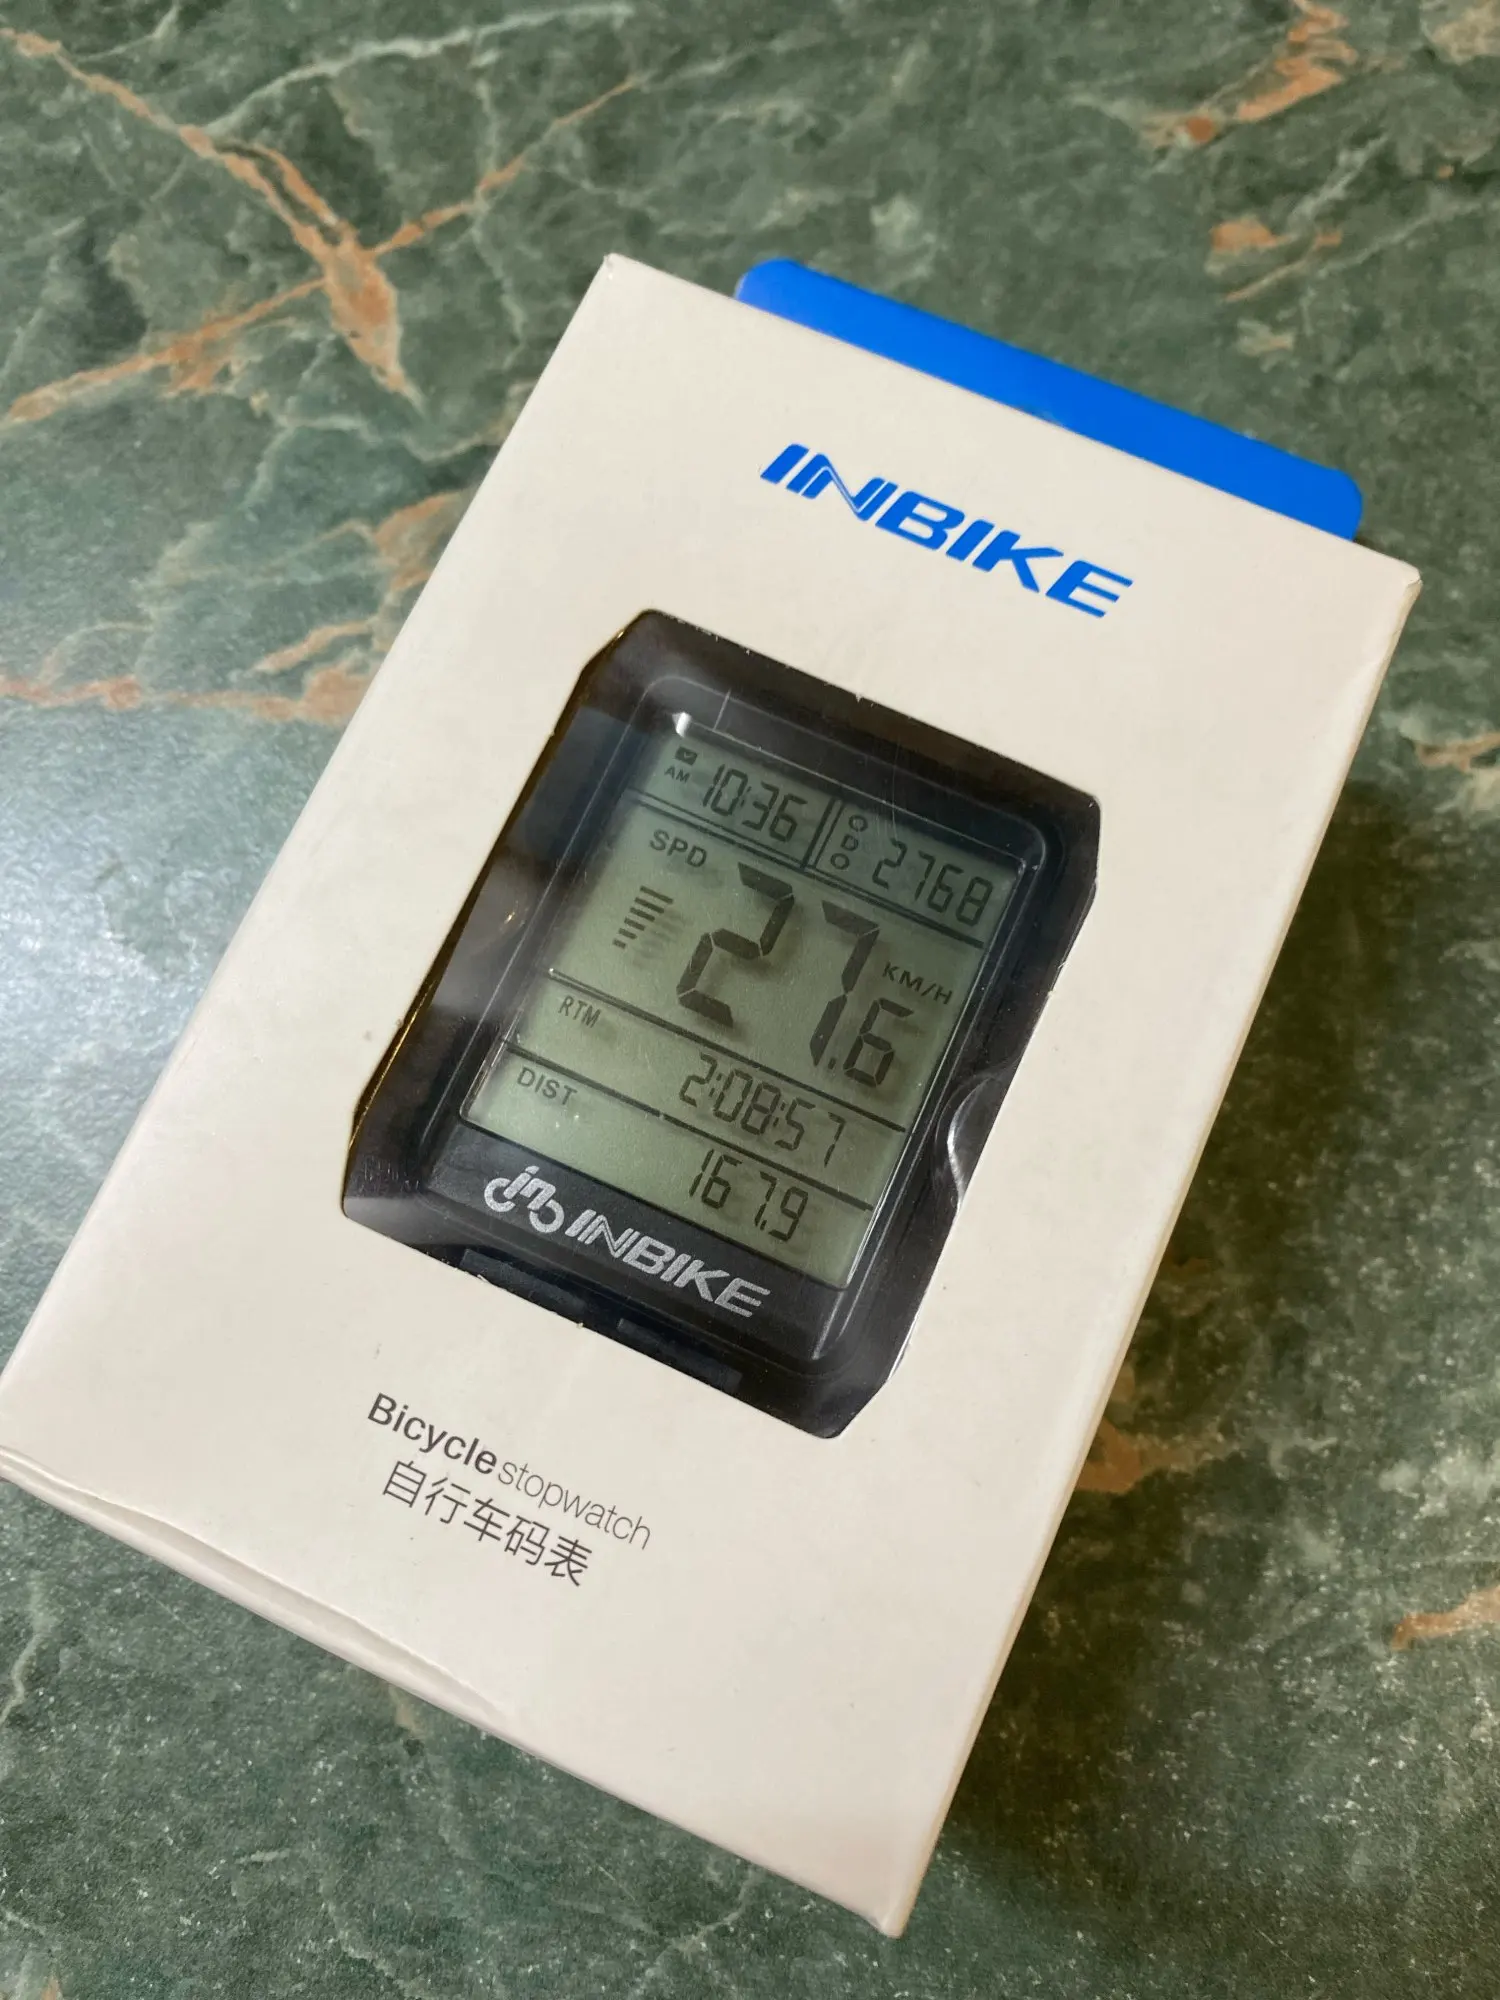 INBIKE
AM 10:36 ODO 2768
SPD
27.6 KM/H
RTM
2:08:57
DIST
167.9
in INBIKE
Bicycle stopwatch
自行车码表